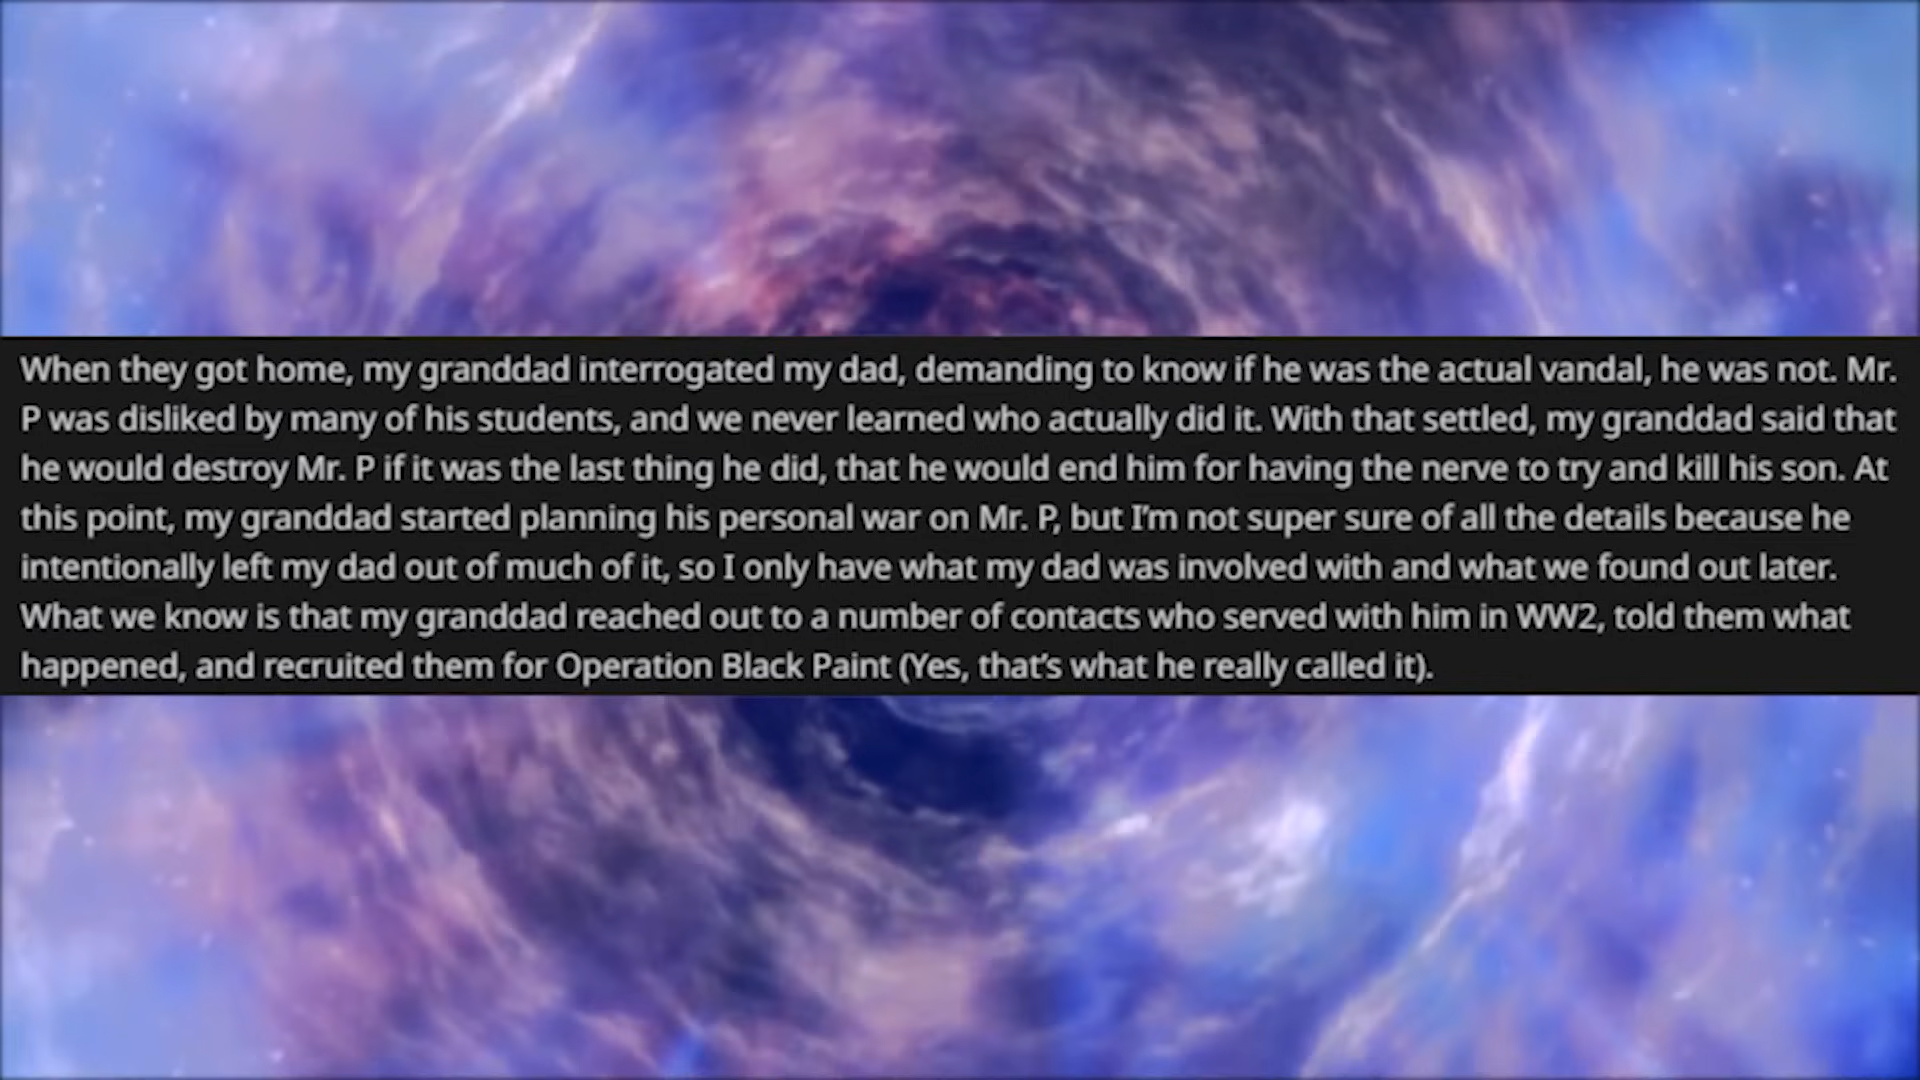 When they got home, my granddad interrogated my dad, demanding to know if he was the actual vandal, he was not. Mr.
P was disliked by many of his students, and we never learned who actually did it. With that settled, my granddad said that
he would destroy Mr. P if it was the last thing he did, that he would end him for having the nerve to try and kill his son. At
this point, my granddad started planning his personal war on Mr. P, but I'm not super sure of all the details because he
intentionally left my dad out of much of it, so I only have what my dad was involved with and what we found out later.
What we know is that my granddad reached out to a number of contacts who served with him in WW2, told them what
happened, and recruited them for Operation Black Paint (Yes, that's what he really called it).